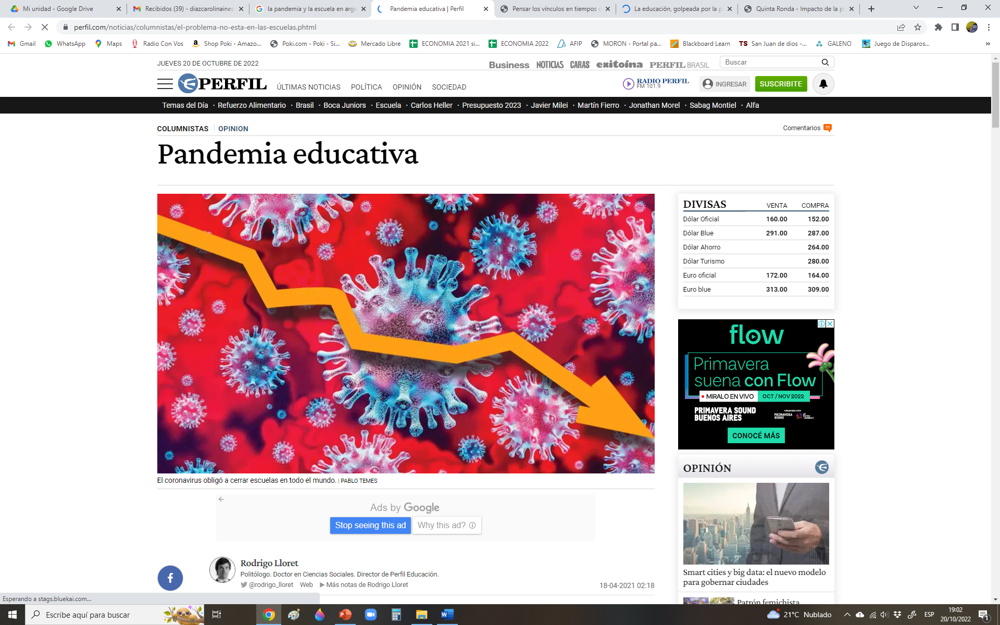 Mi unidad - Google Drive
Recibidos (39) - diazcarolinaines
la pandemia y la escuela en arge
Pandemia educativa | Perfil
Pensar los vínculos en tiempos d
La educación, golpeada por la p
Quinta Ronda - Impacto de la p
perfil.com/noticias/columnistas/el-problema-no-esta-en-las-escuelas.phtml
Gmail
WhatsApp
Maps
Radio Con Vos
Shop Poki - Amazo...
Poki.com - Poki - Si...
Mercado Libre
ECONOMIA 2021 si...
ECONOMIA 2022
AFIP
MORON - Portal pa...
Blackboard Learn
TS San Juan de dios -...
GALENO
Juego de Disparos...
JUEVES 20 DE OCTUBRE DE 2022
Business NOTICIAS CARAS exitoína PERFIL BRASIL
Buscar
PERFIL
ÚLTIMAS NOTICIAS POLÍTICA OPINIÓN SOCIEDAD
RADIO PERFIL
FM 101.9
INGRESAR
SUSCRIBITE
Temas del Día · Refuerzo Alimentario · Brasil · Boca Juniors · Escuela · Carlos Heller · Presupuesto 2023 · Javier Milei · Martín Fierro · Jonathan Morel · Sabag Montiel · Alfa
COLUMNISTAS OPINION
Comentarios
Pandemia educativa
DIVISAS VENTA COMPRA
Dólar Oficial 160.00 152.00
Dólar Blue 291.00 287.00
Dólar Ahorro 264.00
Dólar Turismo 280.00
Euro oficial 172.00 164.00
Euro blue 313.00 309.00
flow
Primavera
suena con Flow
MIRALO EN VIVO
OCT / NOV 2022
PRIMAVERA SOUND
BUENOS AIRES
PRIMAVERA
SOUND
CONOCÉ MÁS
El coronavirus obligó a cerrar escuelas en todo el mundo. | PABLO TEMES
Ads by Google
Stop seeing this ad
Why this ad?
OPINIÓN
Smart cities y big data: el nuevo modelo
para gobernar ciudades
Patrón femichista
Rodrigo Lloret
Politólogo. Doctor en Ciencias Sociales. Director de Perfil Educación.
@rodrigo_lloret Web Más notas de Rodrigo Lloret
18-04-2021 02:18
Esperando a stags.bluekai.com...
Escribe aquí para buscar
21°C Nublado
ESP
19:02
20/10/2022
1